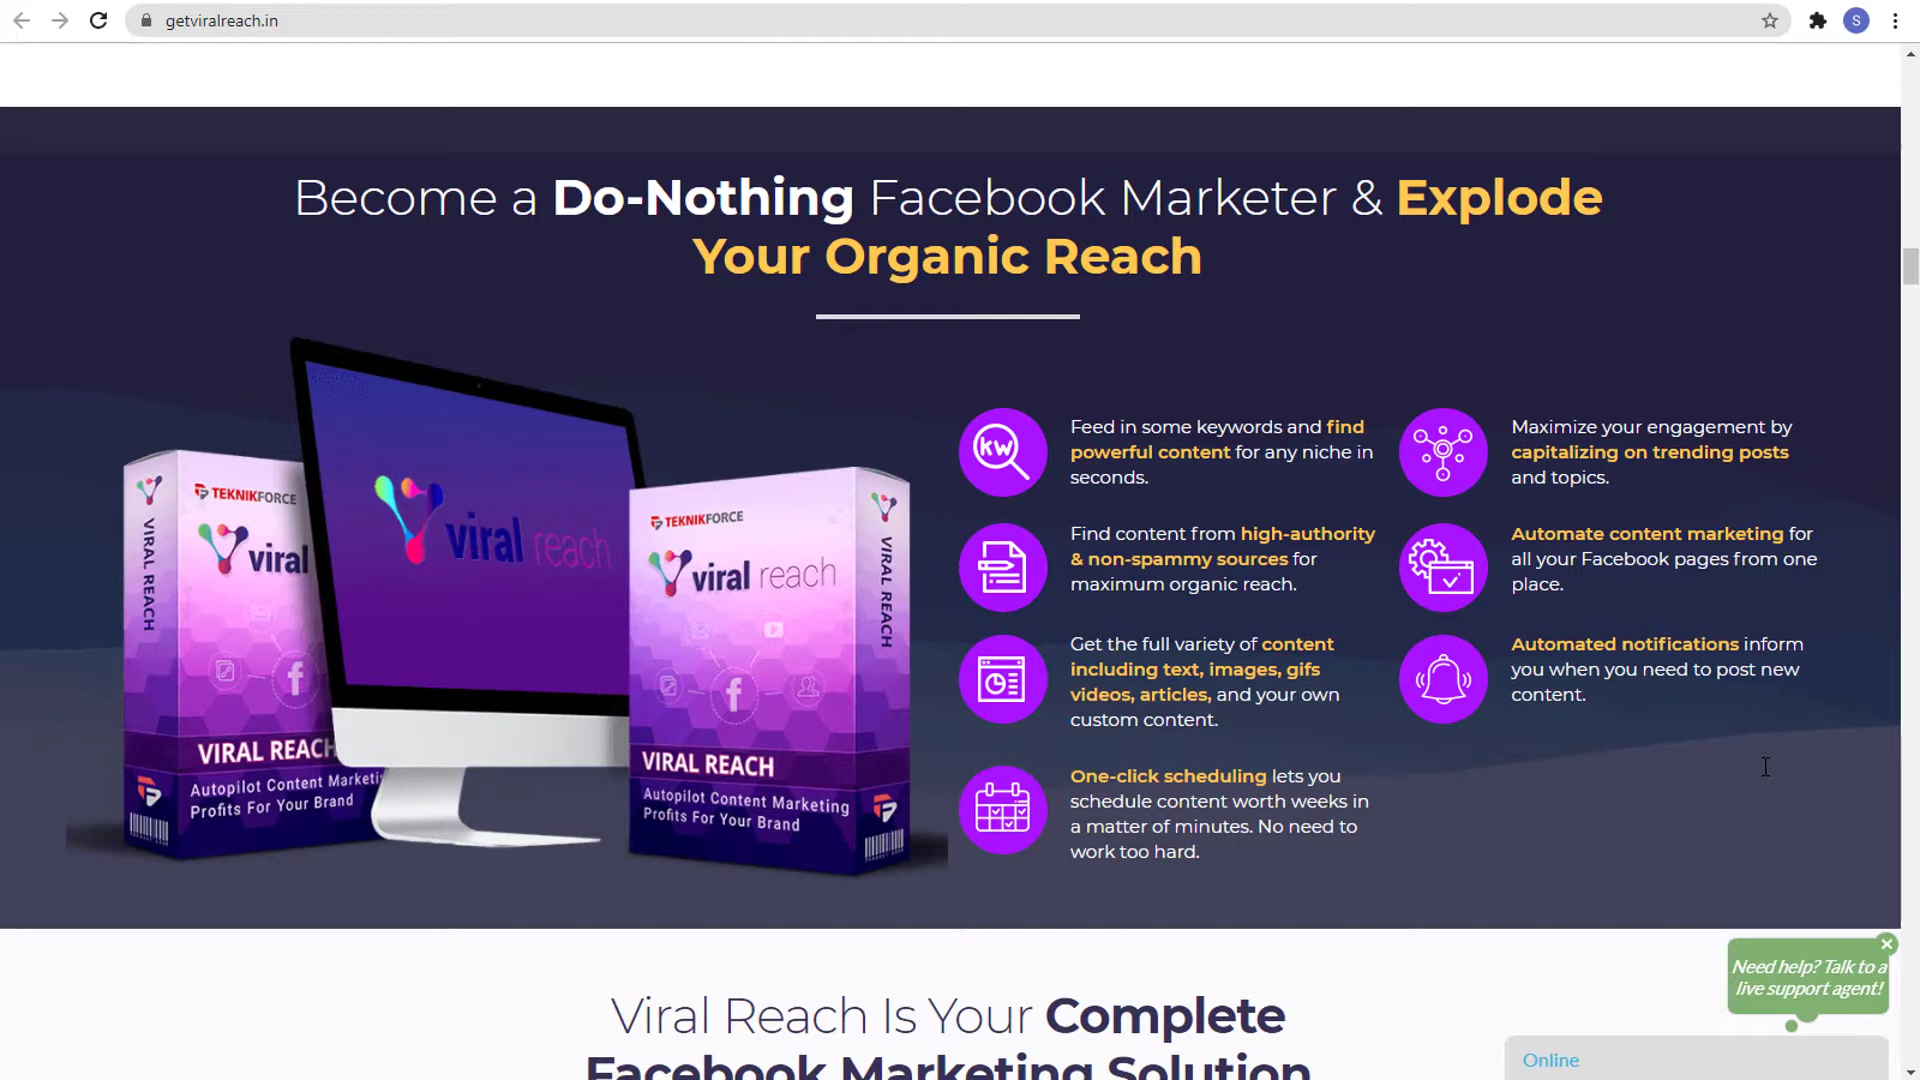 getviralreach.in
S
Become a Do-Nothing Facebook Marketer & Explode
Your Organic Reach
TEKNIKFORCE
viral
VIRAL REACH
VIRAL REACH
Autopilot Content Marketi
Profits For Your Brand
viral reach
TEKNIKFORCE
viral reach
VIRAL REACH
VIRAL REACH
Autopilot Content Marketing
Profits For Your Brand
kw
Feed in some keywords and find
powerful content for any niche in
seconds.
Find content from high-authority
& non-spammy sources for
maximum organic reach.
Get the full variety of content
including text, images, gifs
videos, articles, and your own
custom content.
One-click scheduling lets you
schedule content worth weeks in
a matter of minutes. No need to
work too hard.
Maximize your engagement by
capitalizing on trending posts
and topics.
Automate content marketing for
all your Facebook pages from one
place.
Automated notifications inform
you when you need to post new
content.
Viral Reach Is Your Complete
Facebook Marketing Solution
Need help? Talk to a
live support agent!
Online